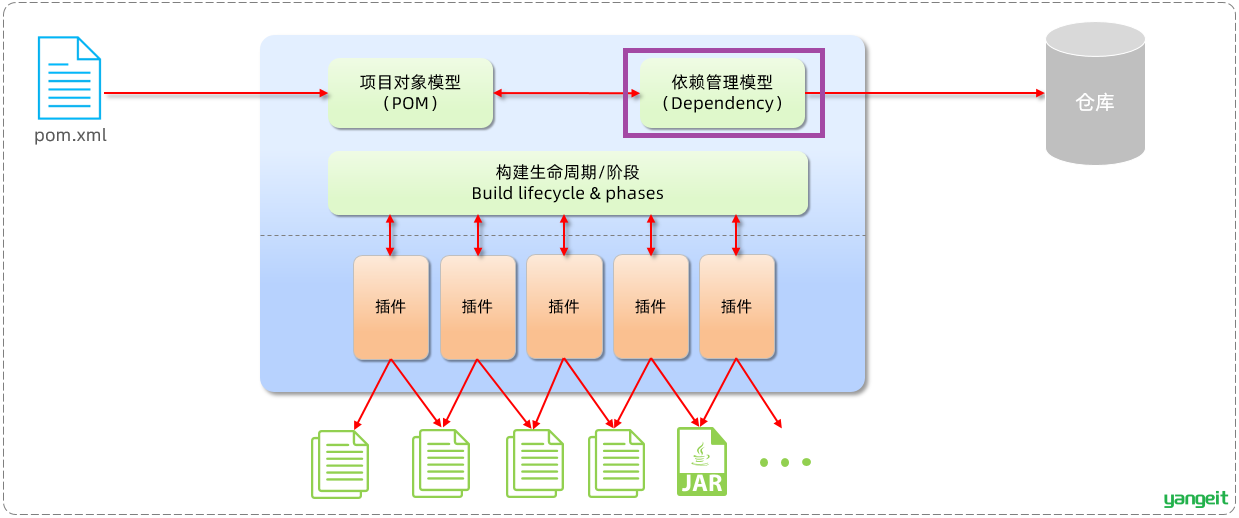 项目对象模型
（POM）
依赖管理模型
（Dependency）
仓库
pom.xml
构建生命周期/阶段
Build lifecycle & phases
插件
插件
插件
插件
插件
JAR
yangeit